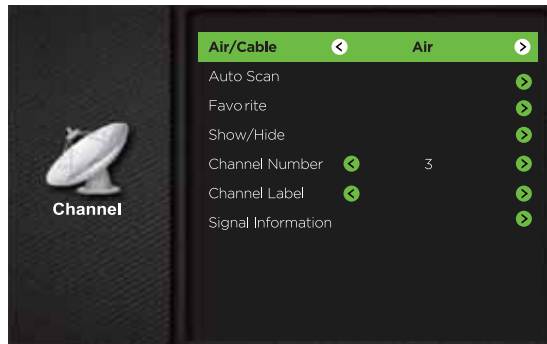 Air/Cable Air
Auto Scan
Favorite
Show/Hide
Channel Number 3
Channel Label
Signal Information
Channel